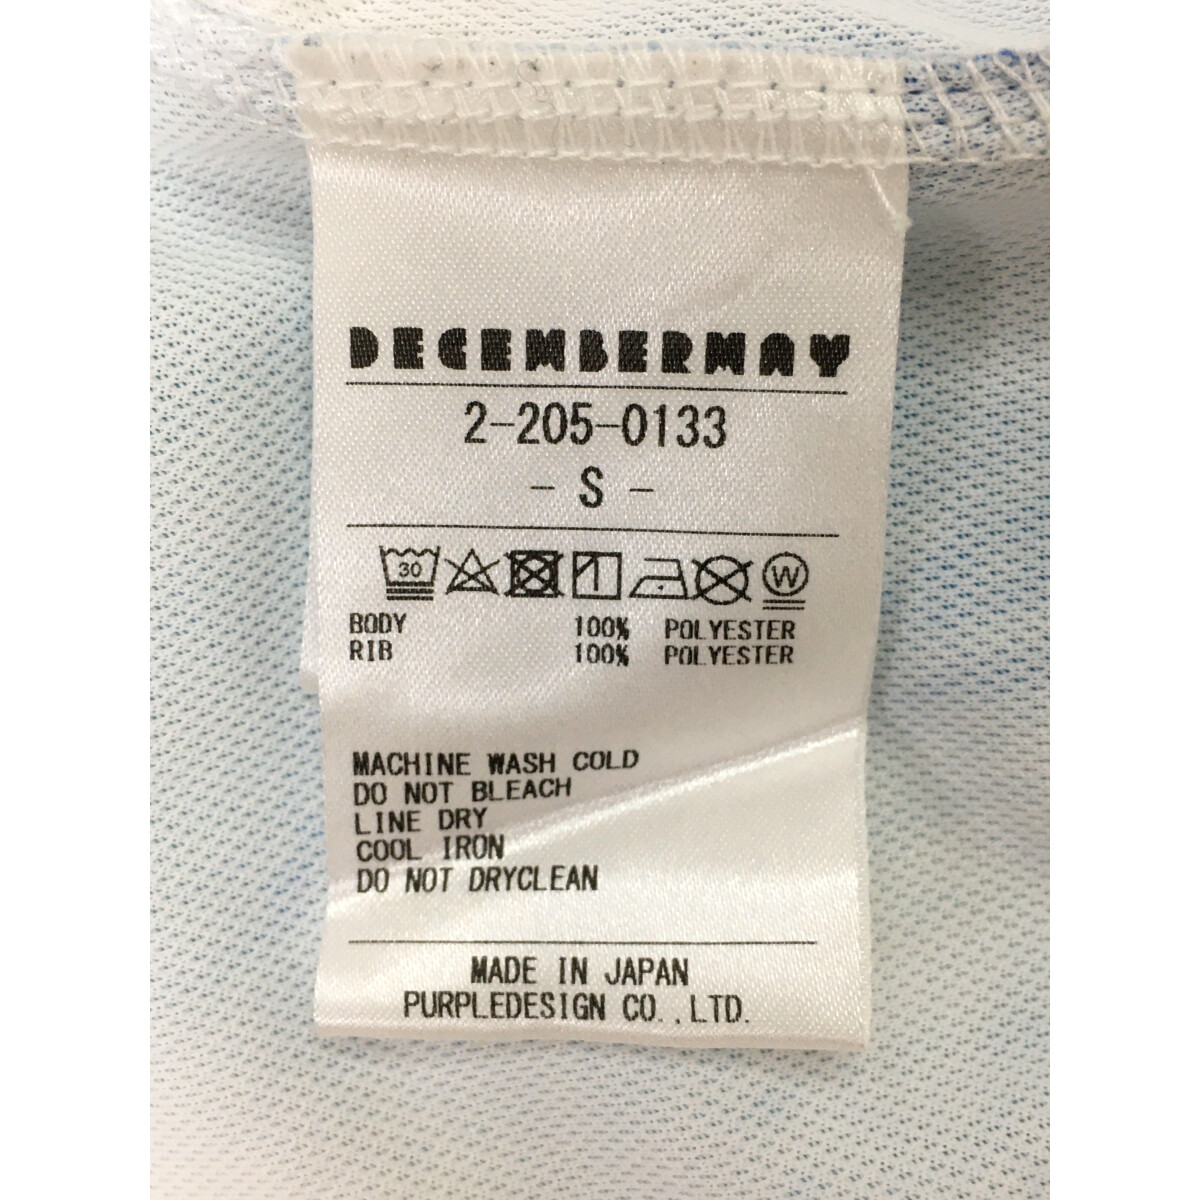 DECEMBERMAY
2-205-0133
- S -
30 W
BODY 100% POLYESTER
RIB 100% POLYESTER
MACHINE WASH COLD
DO NOT BLEACH
LINE DRY
COOL IRON
DO NOT DRYCLEAN
MADE IN JAPAN
PURPLEDESIGN CO.,LTD.